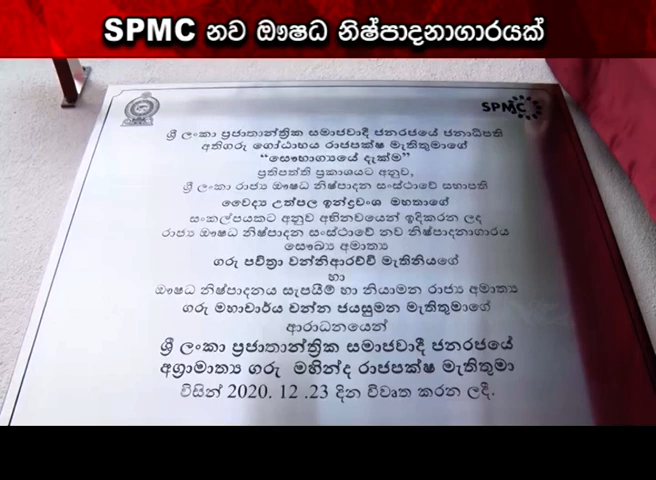 SPMC නව ඖෂධ නිෂ්පාදනාගාරයක්
SPMC
ශ්‍රී ලංකා ප්‍රජාතාන්ත්‍රික සමාජවාදී ජනරජයේ ජනාධිපති
අතිගරු ගෝඨාභය රාජපක්ෂ මැතිතුමාගේ
“සෞභාග්‍යයේ දැක්ම”
ප්‍රතිපත්ති ප්‍රකාශයට අනුව,
ශ්‍රී ලංකා රාජ්‍ය ඖෂධ නිෂ්පාදන සංස්ථාවේ සභාපති
වෛද්‍ය උත්පල ඉන්ද්‍රවංශ මහතාගේ
සංකල්පයකට අනුව අභිනවයෙන් ඉදිකරන ලද
රාජ්‍ය ඖෂධ නිෂ්පාදන සංස්ථාවේ නව නිෂ්පාදනාගාරය
සෞඛ්‍ය අමාත්‍ය
ගරු පවිත්‍රා වන්නිආරච්චි මැතිනියගේ
හා
ඖෂධ නිෂ්පාදනය සැපයීම් හා නියාමන රාජ්‍ය අමාත්‍ය
ගරු මහාචාර්ය චන්න ජයසුමන මැතිතුමාගේ
ආරාධනයෙන්
ශ්‍රී ලංකා ප්‍රජාතාන්ත්‍රික සමාජවාදී ජනරජයේ
අග්‍රාමාත්‍ය ගරු මහින්ද රාජපක්ෂ මැතිතුමා
විසින් 2020. 12 .23 දින විවෘත කරන ලදී.